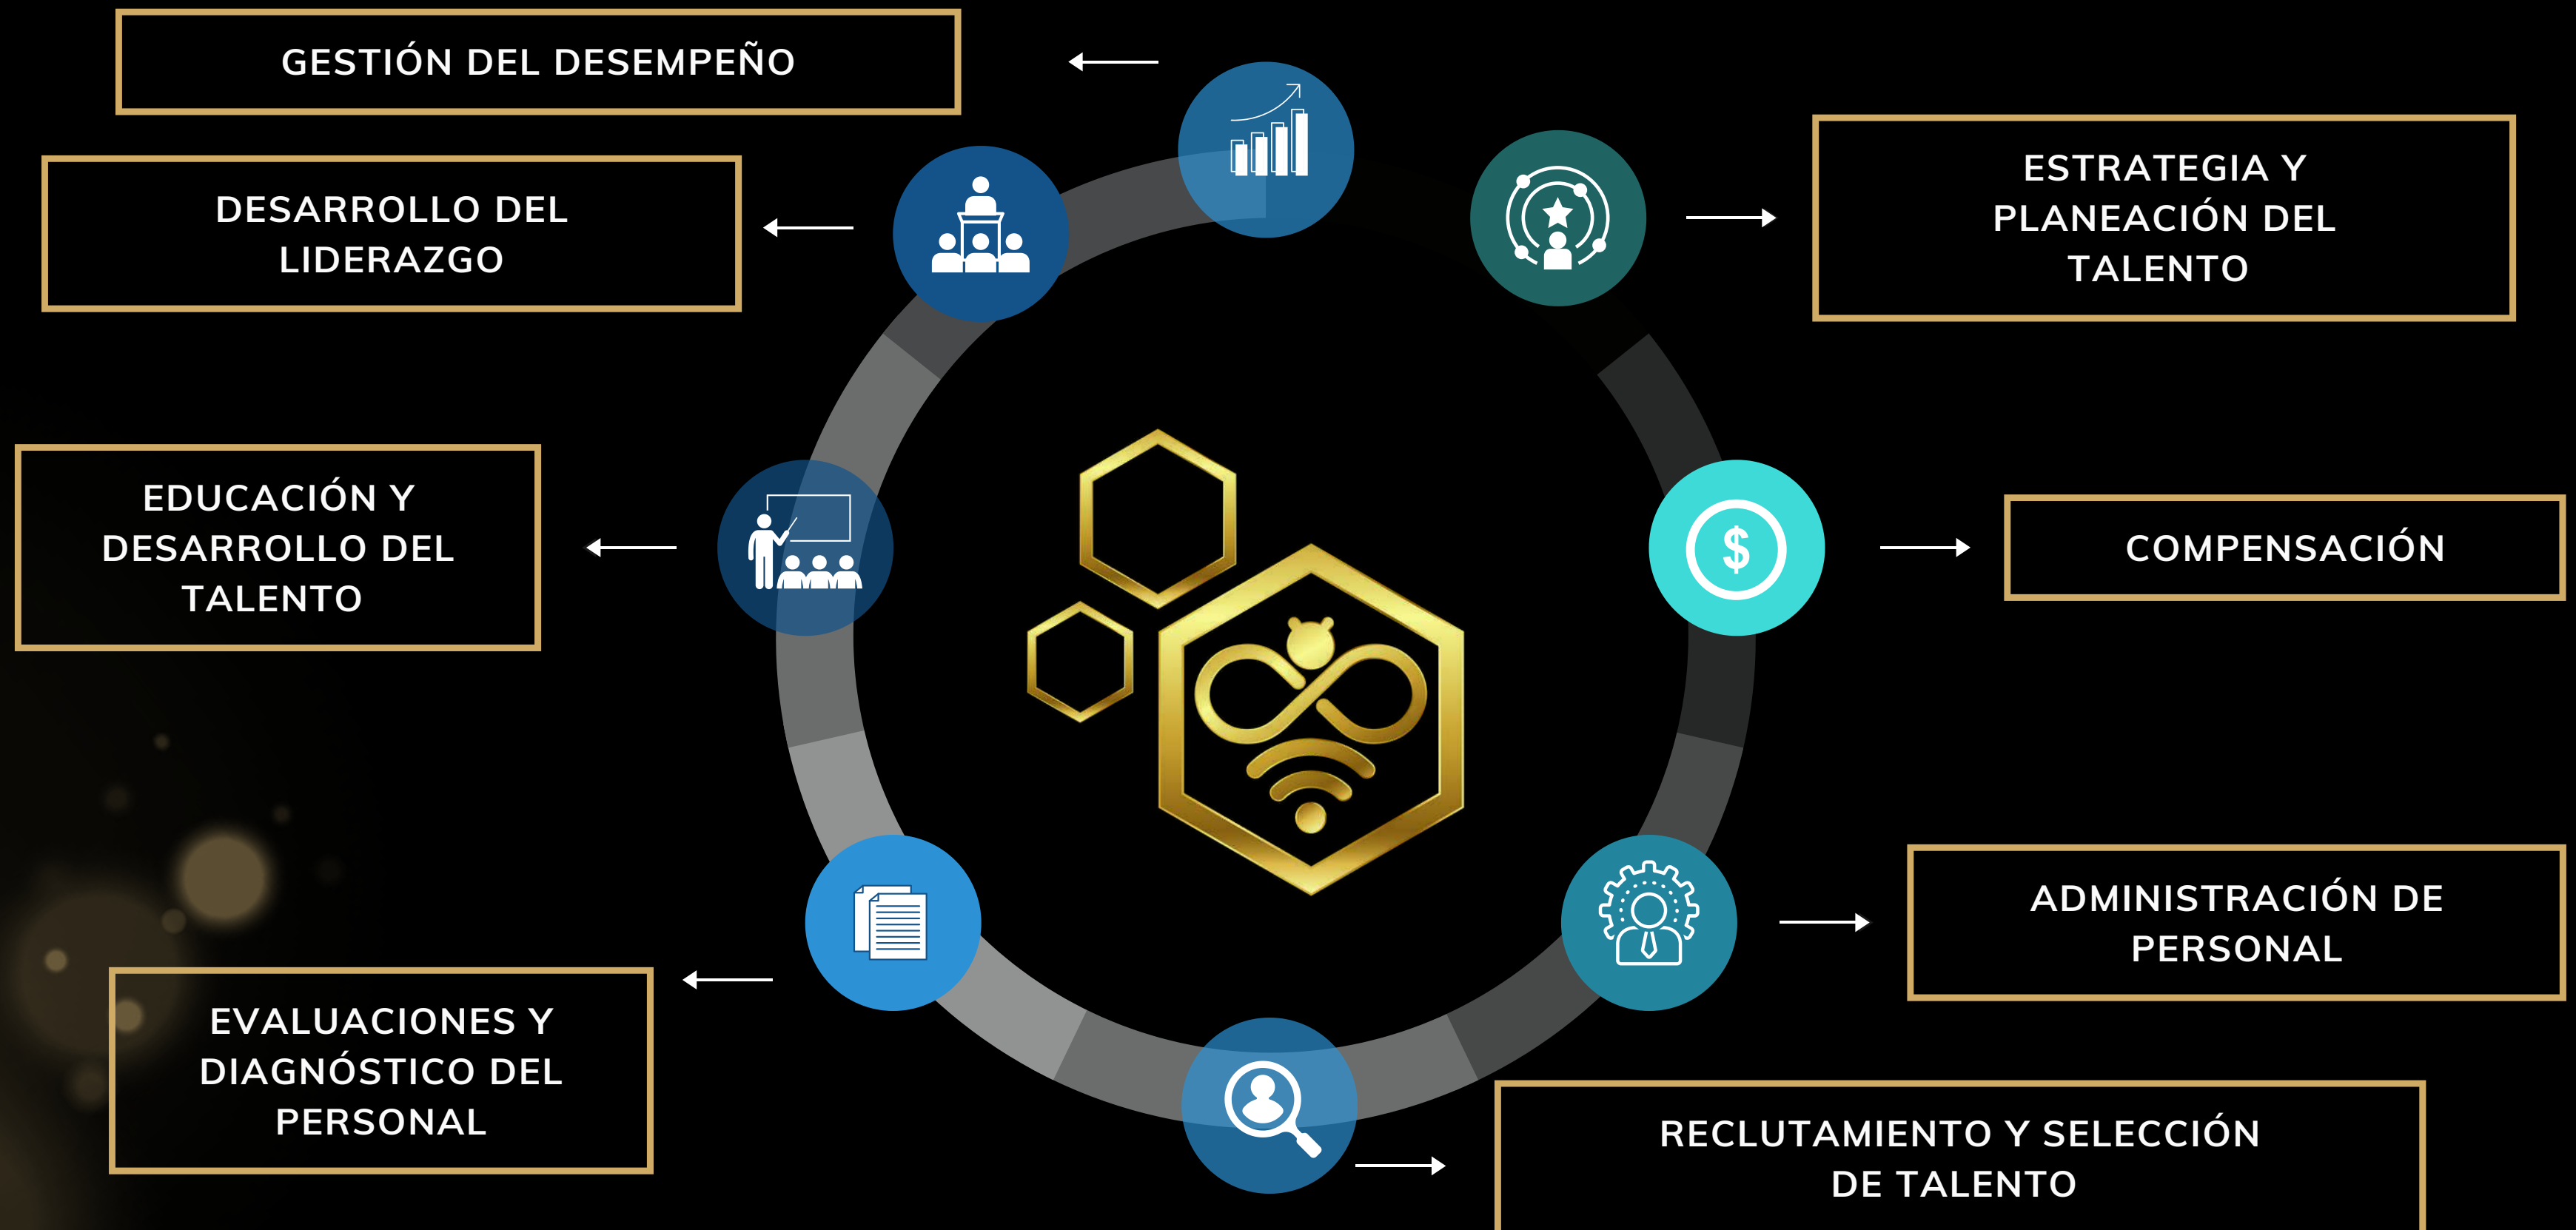 GESTIÓN DEL DESEMPEÑO
DESARROLLO DEL
LIDERAZGO
ESTRATEGIA Y
PLANEACIÓN DEL
TALENTO
EDUCACIÓN Y
DESARROLLO DEL
TALENTO
$
COMPENSACIÓN
ADMINISTRACIÓN DE
PERSONAL
EVALUACIONES Y
DIAGNÓSTICO DEL
PERSONAL
RECLUTAMIENTO Y SELECCIÓN
DE TALENTO